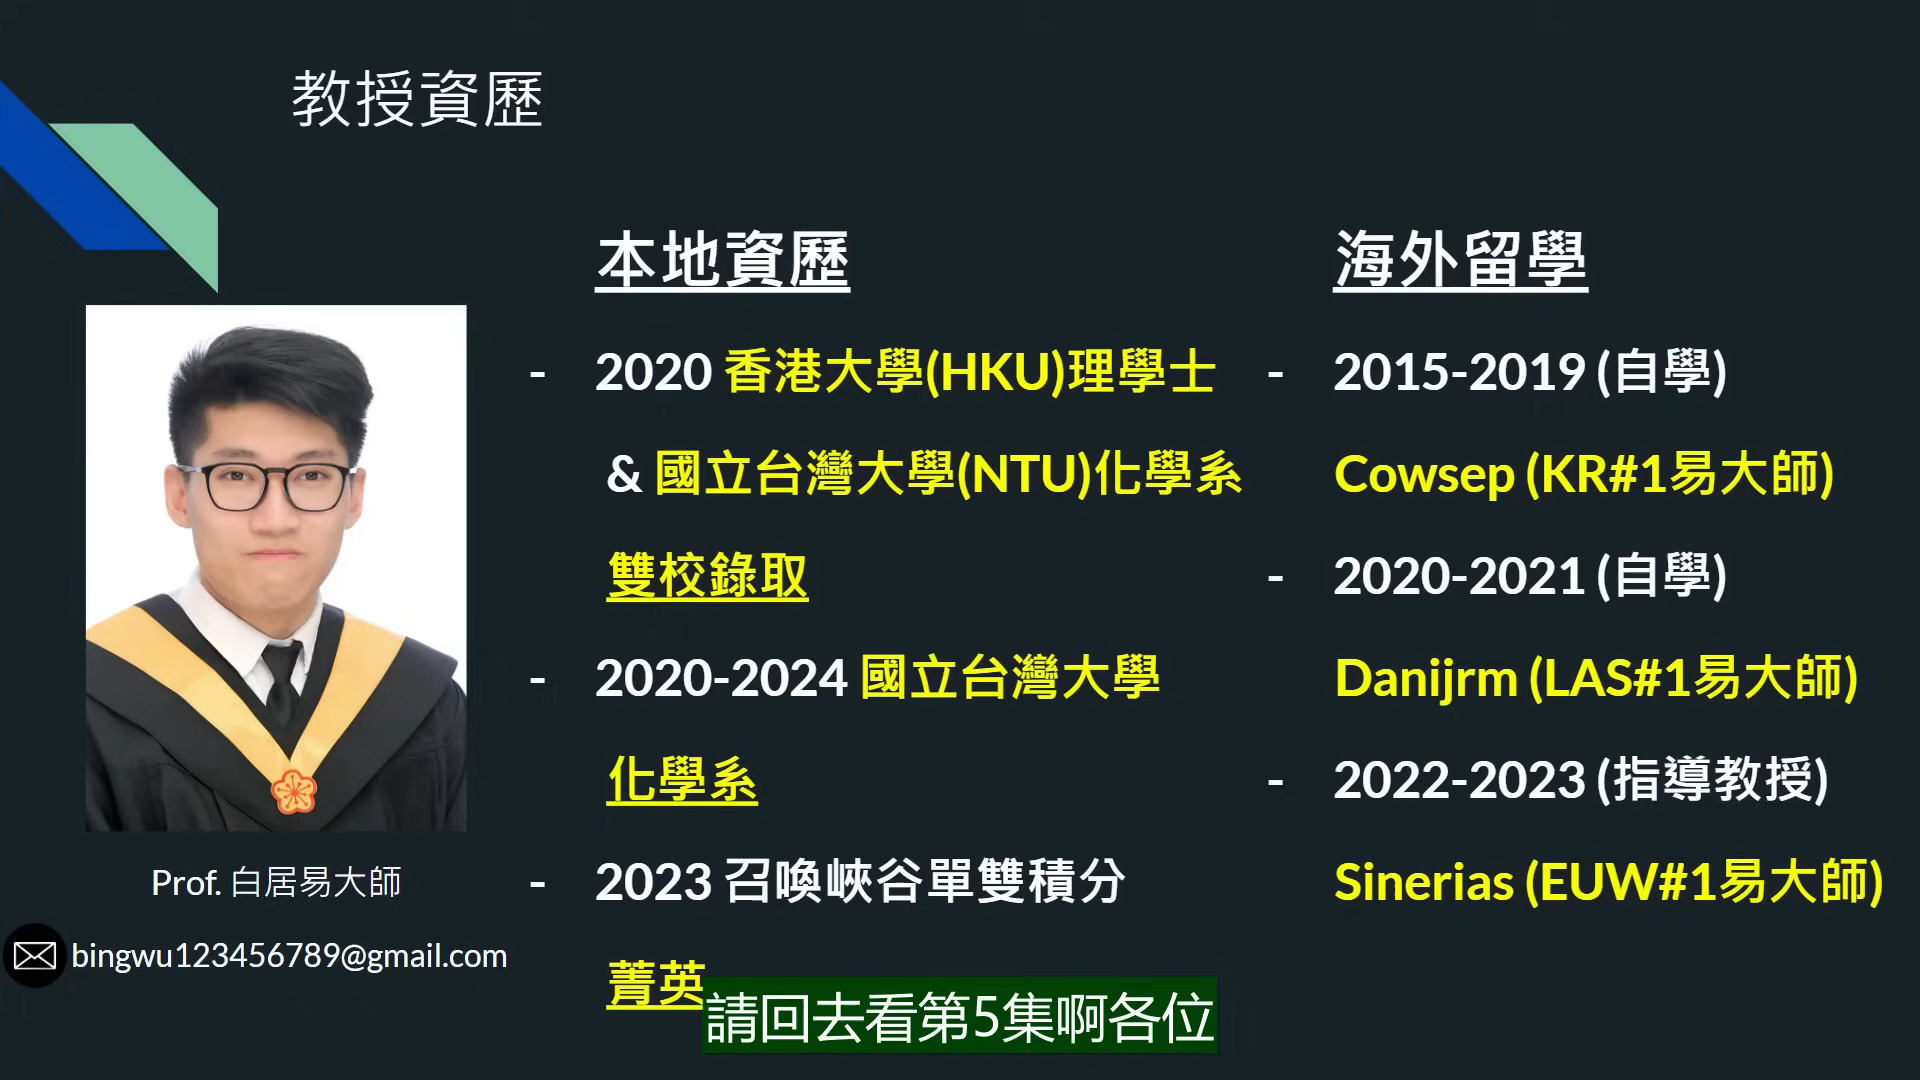 教授資歷
本地資歷
- 2020 香港大學(HKU)理學士
& 國立台灣大學(NTU)化學系
雙校錄取
- 2020-2024 國立台灣大學
化學系
- 2023 召喚峽谷單雙積分
菁英
海外留學
- 2015-2019 (自學)
Cowsep (KR#1易大師)
- 2020-2021 (自學)
Danijrm (LAS#1易大師)
- 2022-2023 (指導教授)
Sinerias (EUW#1易大師)
Prof. 白居易大師
bingwu123456789@gmail.com
請回去看第5集啊各位